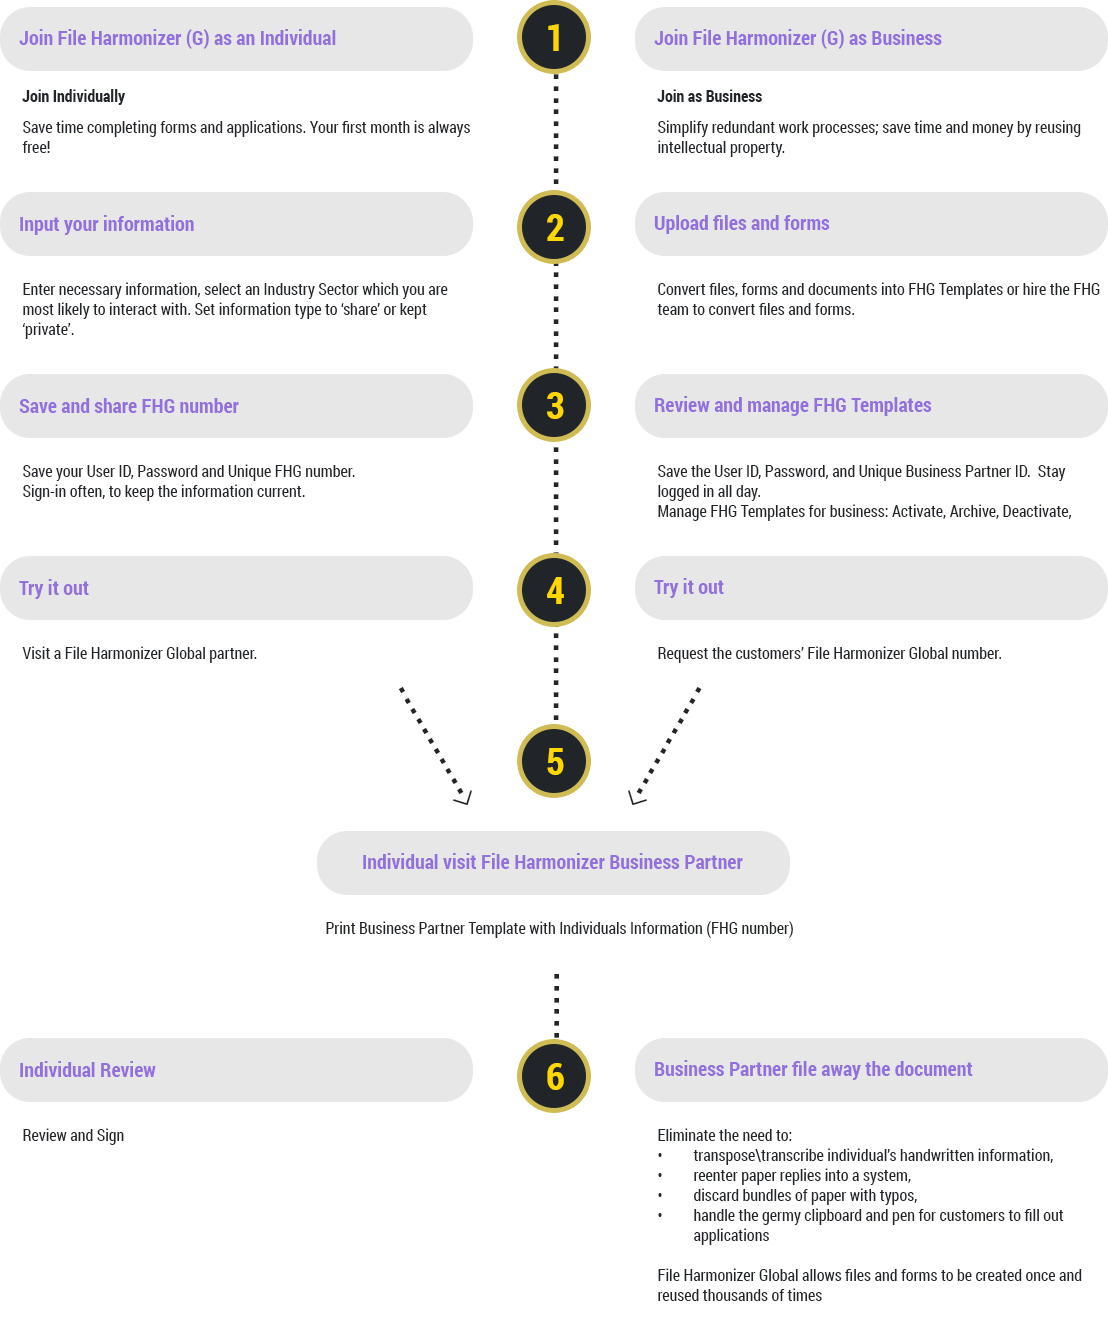 Join File Harmonizer (G) as an Individual
1
Join File Harmonizer (G) as Business
Join Individually
Save time completing forms and applications. Your first month is always
free!
Join as Business
Simplify redundant work processes; save time and money by reusing
intellectual property.
Input your information
2
Upload files and forms
Enter necessary information, select an Industry Sector which you are
most likely to interact with. Set information type to ‘share’ or kept
‘private’.
Convert files, forms and documents into FHG Templates or hire the FHG
team to convert files and forms.
Save and share FHG number
3
Review and manage FHG Templates
Save your User ID, Password and Unique FHG number.
Sign-in often, to keep the information current.
Save the User ID, Password, and Unique Business Partner ID.  Stay
logged in all day.
Manage FHG Templates for business: Activate, Archive, Deactivate,
Try it out
4
Try it out
Visit a File Harmonizer Global partner.
Request the customers’ File Harmonizer Global number.
5
Individual visit File Harmonizer Business Partner
Print Business Partner Template with Individuals Information (FHG number)
Individual Review
6
Business Partner file away the document
Review and Sign
Eliminate the need to:
• transpose\transcribe individual’s handwritten information,
• reenter paper replies into a system,
• discard bundles of paper with typos,
• handle the germy clipboard and pen for customers to fill out
applications
File Harmonizer Global allows files and forms to be created once and
reused thousands of times